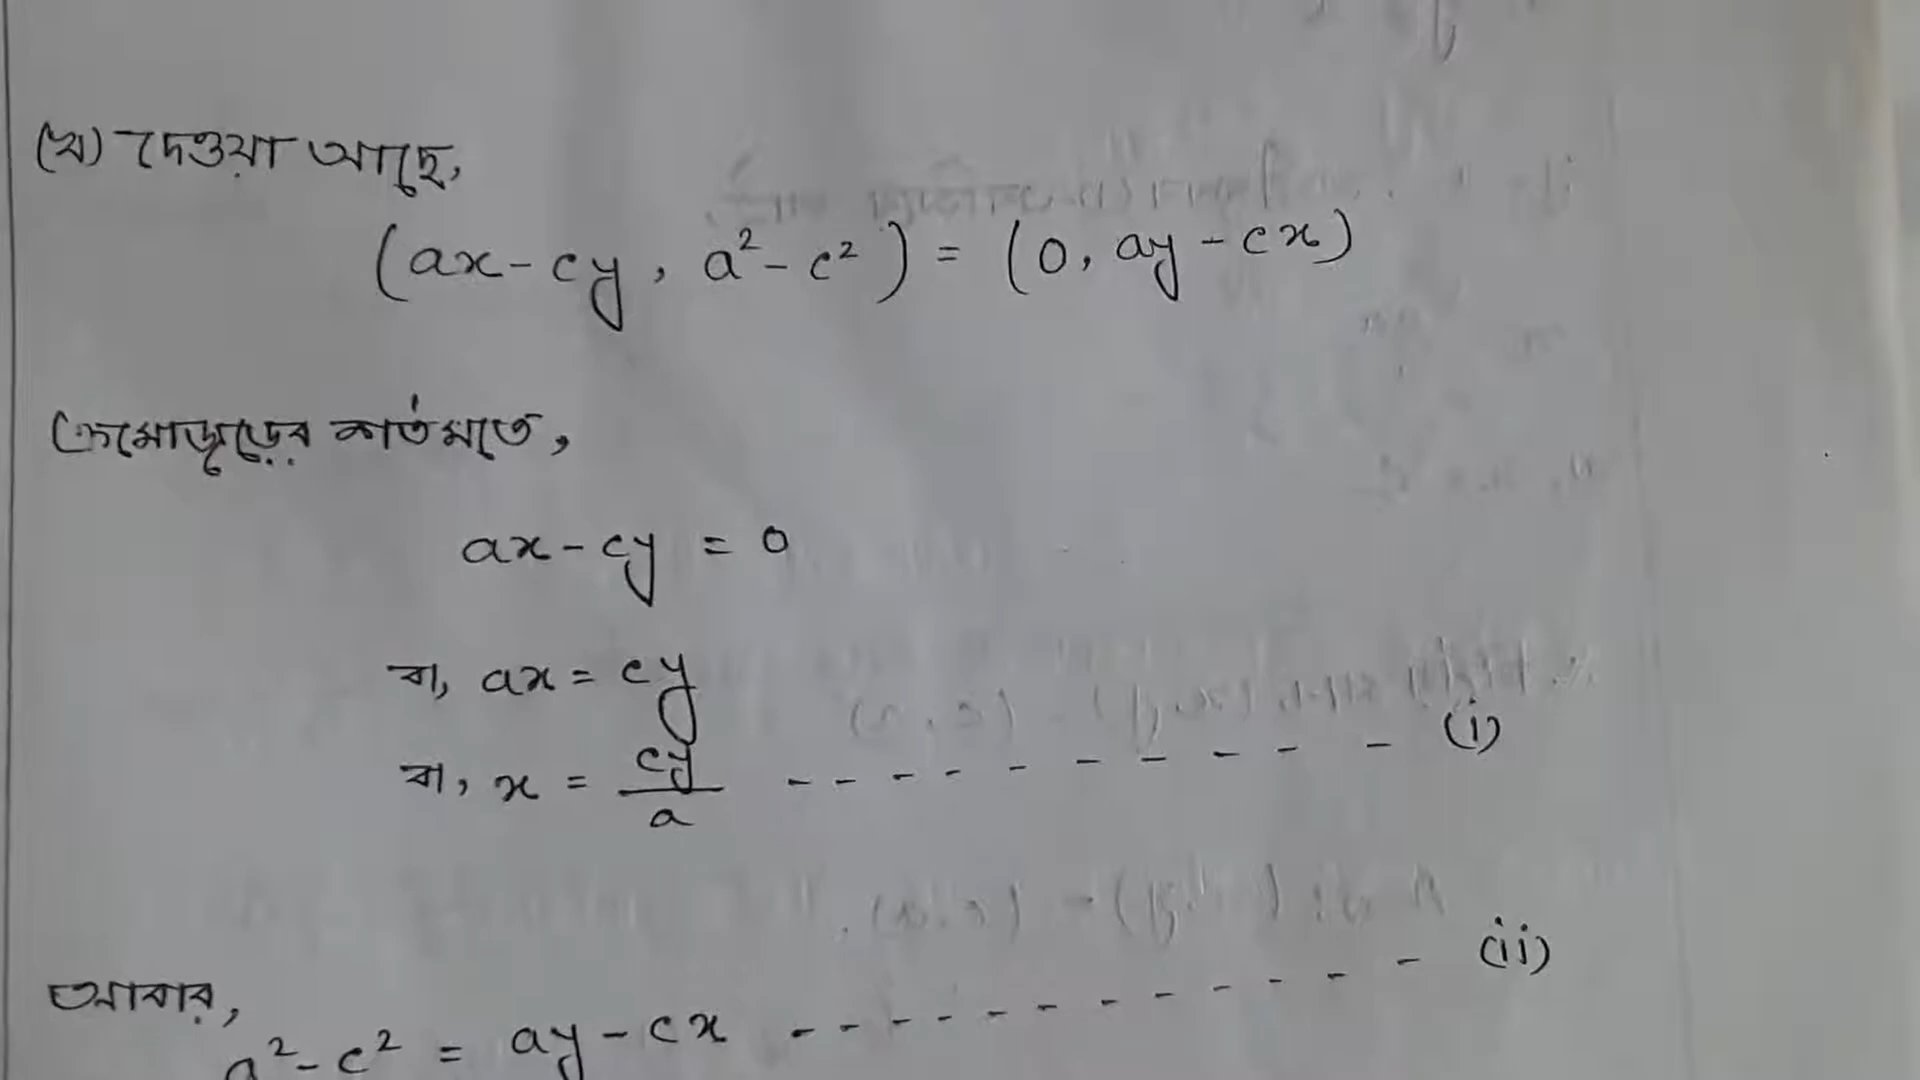 (খ) দেওয়া আছে,
(ax - cy, a² - c²) = (0, ay - cx)
ক্রমোজোড়ের শর্তমতে,
ax - cy = 0
বা, ax = cy
বা, x = cy/a ---------- (i)
আবার,
a² - c² = ay - cx ----------- (ii)